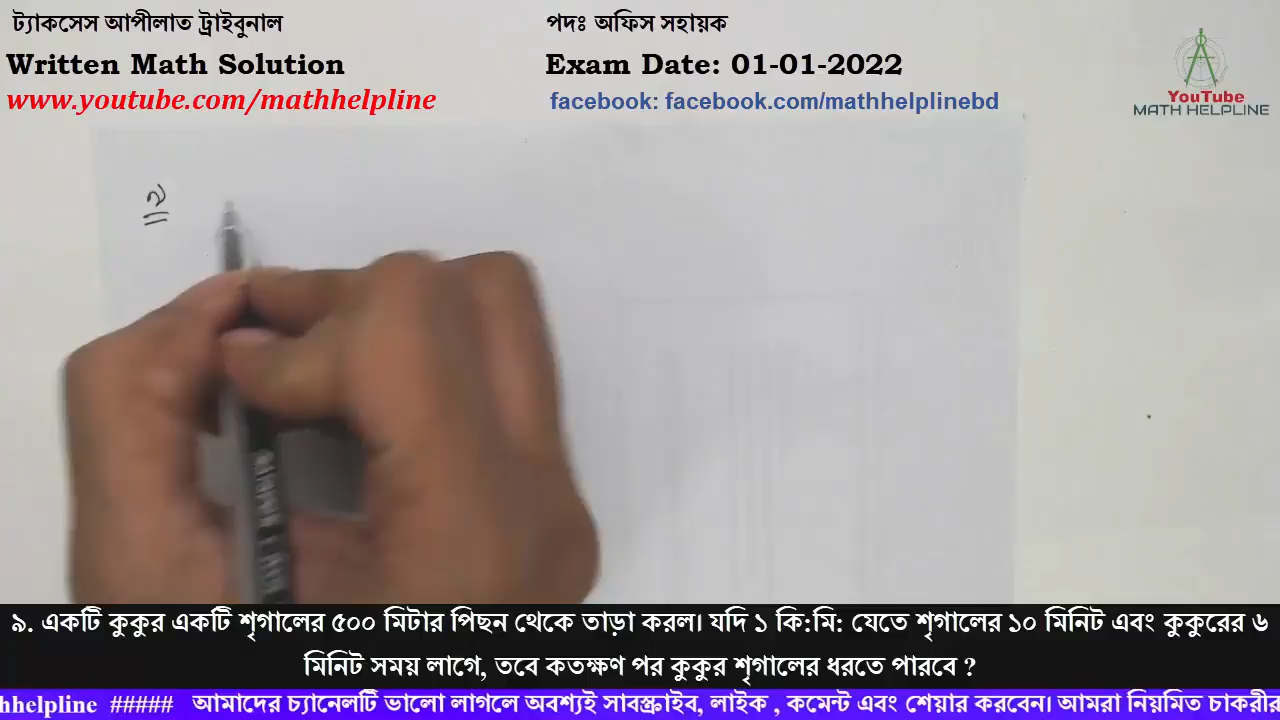 ট্যাকসেস আপীলাত ট্রাইবুনাল
পদঃ অফিস সহায়ক
Written Math Solution
Exam Date: 01-01-2022
www.youtube.com/mathhelpline
facebook: facebook.com/mathhelplinebd
YouTube
MATH HELPLINE
৯
৯. একটি কুকুর একটি শৃগালের ৫০০ মিটার পিছন থেকে তাড়া করল। যদি ১ কি:মি: যেতে শৃগালের ১০ মিনিট এবং কুকুরের ৬
মিনিট সময় লাগে, তবে কতক্ষণ পর কুকুর শৃগালের ধরতে পারবে ?
hhelpline ##### আমাদের চ্যানেলটি ভালো লাগলে অবশ্যই সাবস্ক্রাইব, লাইক , কমেন্ট এবং শেয়ার করবেন। আমরা নিয়মিত চাকরীর